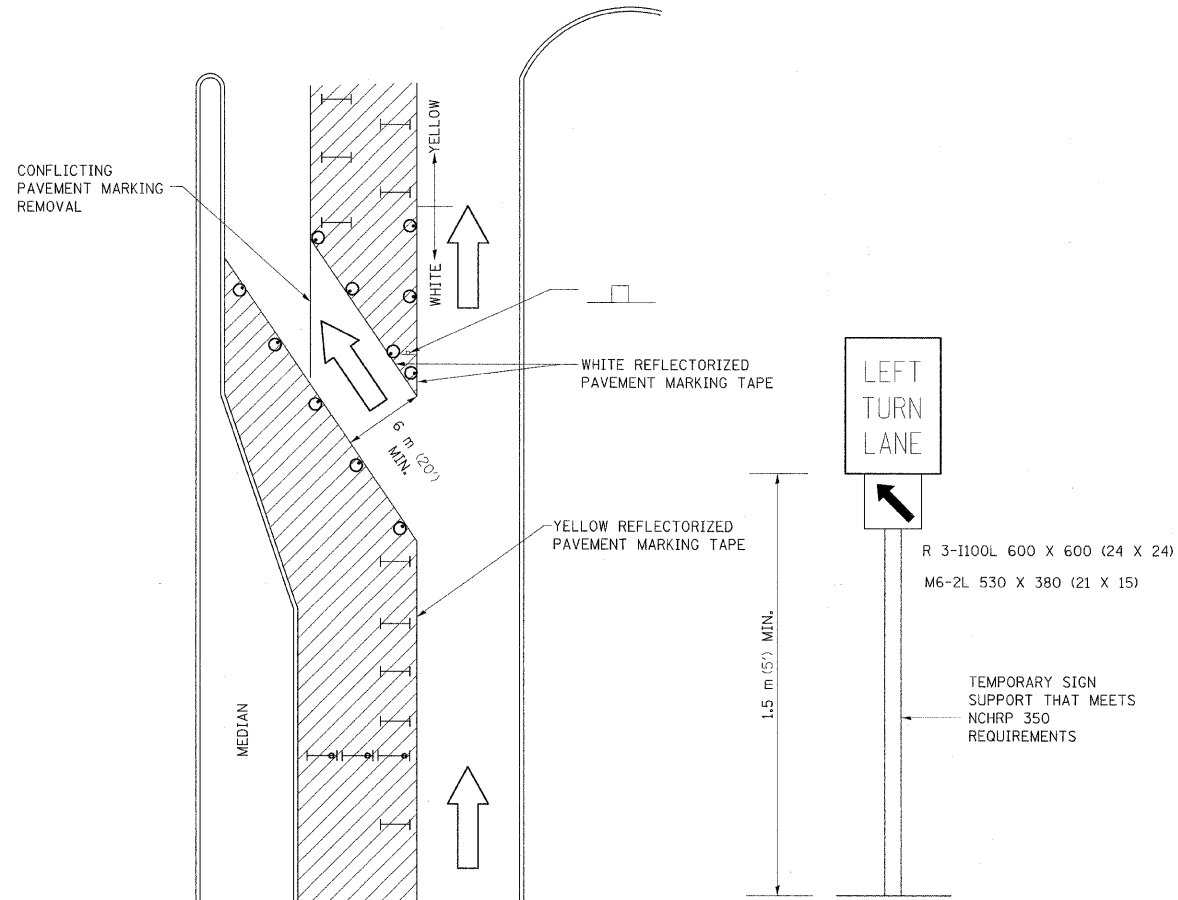 CONFLICTING
PAVEMENT MARKING
REMOVAL
YELLOW
WHITE
WHITE REFLECTORIZED
PAVEMENT MARKING TAPE
6 m (20')
MIN.
YELLOW REFLECTORIZED
PAVEMENT MARKING TAPE
MEDIAN
LEFT
TURN
LANE
R 3-I100L 600 X 600 (24 X 24)
M6-2L 530 X 380 (21 X 15)
1.5 m (5') MIN.
TEMPORARY SIGN
SUPPORT THAT MEETS
NCHRP 350
REQUIREMENTS